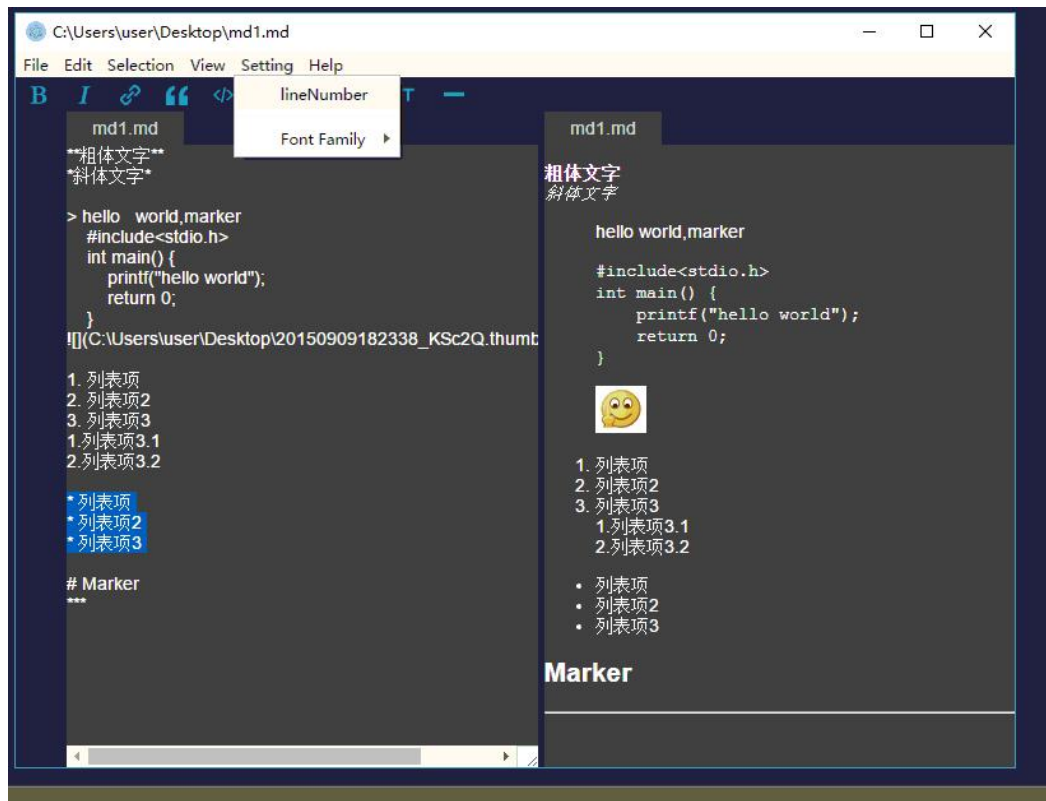 C:\Users\user\Desktop\md1.md
File Edit Selection View Setting Help
B I </> T
lineNumber
Font Family
md1.md
**粗体文字**
*斜体文字*
> hello   world,marker
    #include<stdio.h>
    int main() {
        printf("hello world");
        return 0;
    }
![](C:\Users\user\Desktop\20150909182338_KSc2Q.thumb
1. 列表项
2. 列表项2
3. 列表项3
1.列表项3.1
2.列表项3.2
* 列表项
* 列表项2
* 列表项3
# Marker
***
md1.md
粗体文字
斜体文字
hello world,marker
#include<stdio.h>
int main() {
    printf("hello world");
    return 0;
}
1. 列表项
2. 列表项2
3. 列表项3
1.列表项3.1
2.列表项3.2
• 列表项
• 列表项2
• 列表项3
Marker